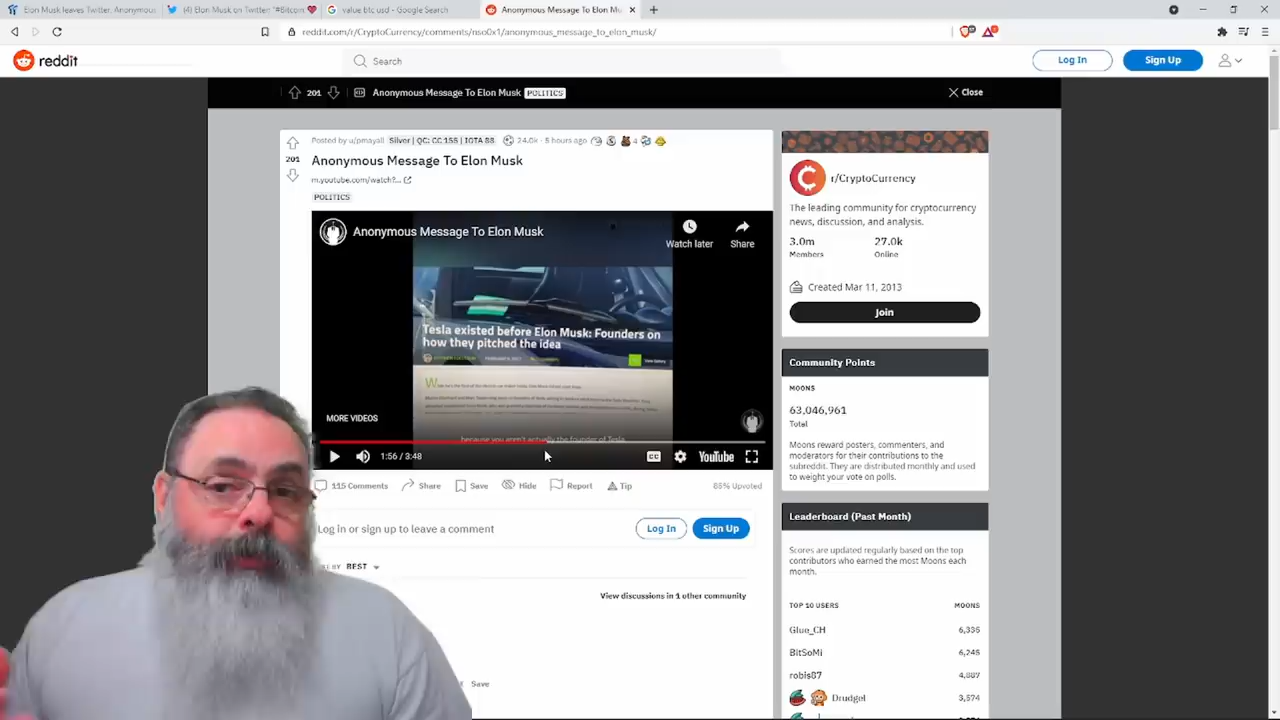 Elon Musk leaves Twitter. Anonymous
(4) Elon Musk on Twitter: "#Bitcoin
value btc usd - Google Search
Anonymous Message To Elon M
reddit.com/r/CryptoCurrency/comments/nso0x1/anonymous_message_to_elon_musk/
reddit
Search
Log In
Sign Up
201
Anonymous Message To Elon Musk
POLITICS
Close
Posted by u/pmayall Silver | QC: CC 155 | IOTA 88 24.0k · 5 hours ago 4
201
Anonymous Message To Elon Musk
m.youtube.com/watch?...
POLITICS
Anonymous Message To Elon Musk
Watch later
Share
Tesla existed before Elon Musk: Founders on
how they pitched the idea
MORE VIDEOS
because you aren't actually the founder of Tesla
1:56 / 3:48
CC
YouTube
115 Comments
Share
Save
Hide
Report
Tip
Log in or sign up to leave a comment
Log In
Sign Up
BY BEST
View discussions in 1 other community
Save
r/CryptoCurrency
The leading community for cryptocurrency
news, discussion, and analysis.
3.0m
27.0k
Members
Online
Created Mar 11, 2013
Join
Community Points
MOONS
63,046,961
Total
Moons reward posters, commenters, and
moderators for their contributions to the
subreddit. They are distributed monthly and used
to weight your vote on polls.
Leaderboard (Past Month)
Scores are updated regularly based on the top
contributors who earned the most Moons each
month.
TOP 10 USERS
MOONS
Glue_CH
BitSoMi
robis87
Drudgel
3,574